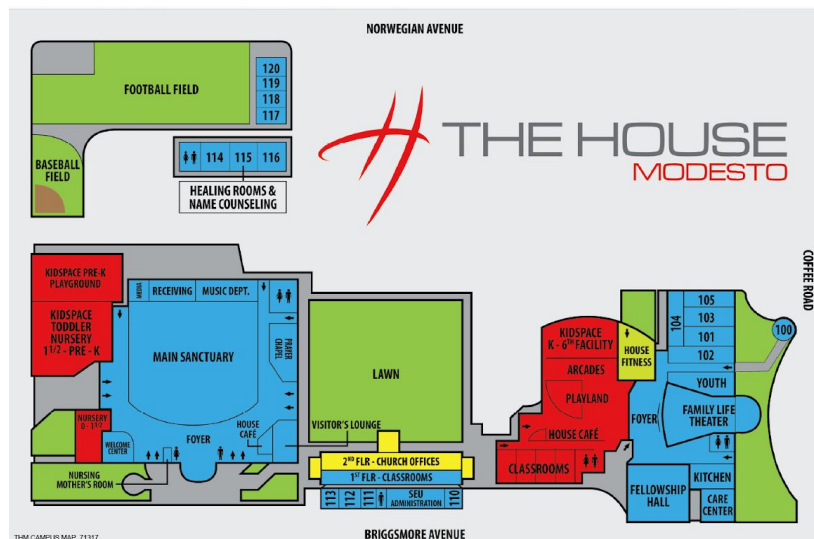 NORWEGIAN AVENUE
FOOTBALL FIELD
120
119
118
117
BASEBALL
FIELD
114 115 116
HEALING ROOMS &
NAME COUNSELING
THE HOUSE
MODESTO
COFFEE ROAD
KIDSPACE PRE-K
PLAYGROUND
KIDSPACE
TODDLER
NURSERY
1 1/2 - PRE - K
MEDIA
RECEIVING
MUSIC DEPT.
MAIN SANCTUARY
PRAYER
CHAPEL
NURSERY
0 - 1 1/2
WELCOME
CENTER
FOYER
HOUSE
CAFÉ
VISITOR'S LOUNGE
NURSING
MOTHER'S ROOM
LAWN
2ND FLR - CHURCH OFFICES
1ST FLR - CLASSROOMS
113
112
111
SEU
ADMINISTRATION
110
KIDSPACE
K - 6TH FACILITY
ARCADES
PLAYLAND
HOUSE CAFÉ
CLASSROOMS
HOUSE
FITNESS
104
105
103
101
102
100
YOUTH
FOYER
FAMILY LIFE
THEATER
FELLOWSHIP
HALL
KITCHEN
CARE
CENTER
BRIGGSMORE AVENUE
THM CAMPUS MAP 71317